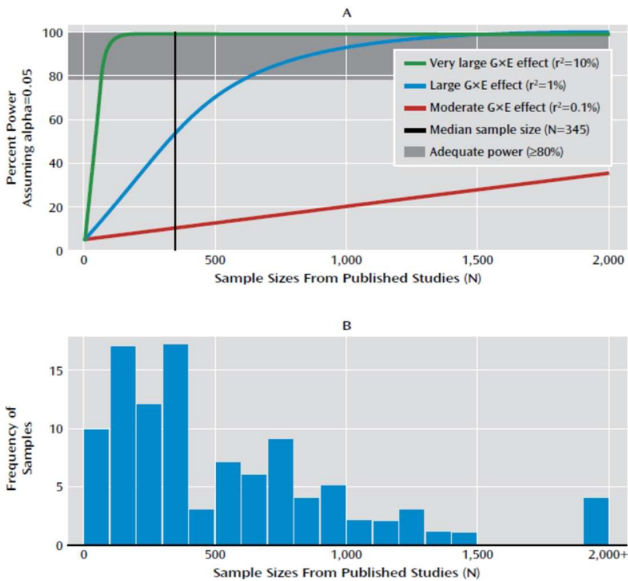 A
Percent Power
Assuming alpha=0.05
100
80
60
40
20
0
Very large G×E effect (r²=10%)
Large G×E effect (r²=1%)
Moderate G×E effect (r²=0.1%)
Median sample size (N=345)
Adequate power (≥80%)
0
500
1,000
1,500
2,000
Sample Sizes From Published Studies (N)
B
Frequency of
Samples
15
10
5
0
0
500
1,000
1,500
2,000+
Sample Sizes From Published Studies (N)